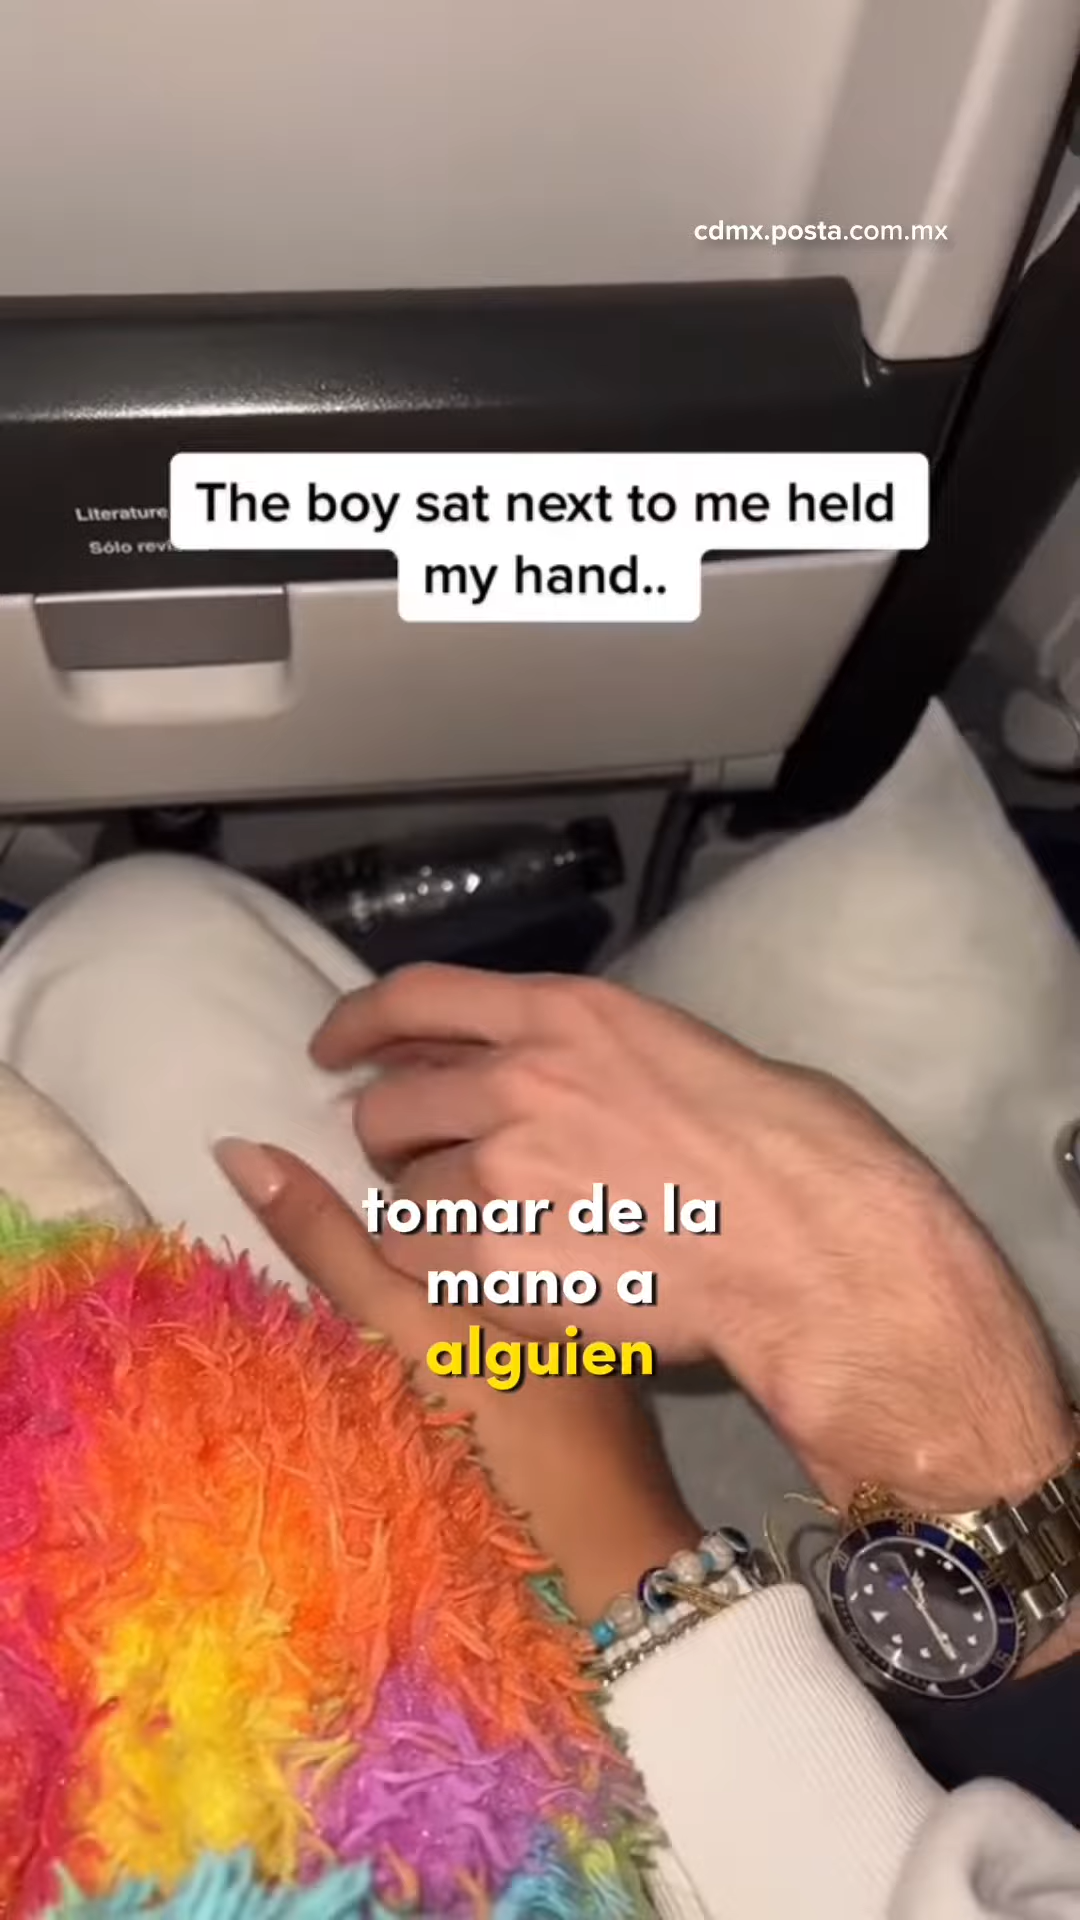 cdmx.posta.com.mx
The boy sat next to me held
my hand..
Literature
Sólo
tomar de la
mano a
alguien